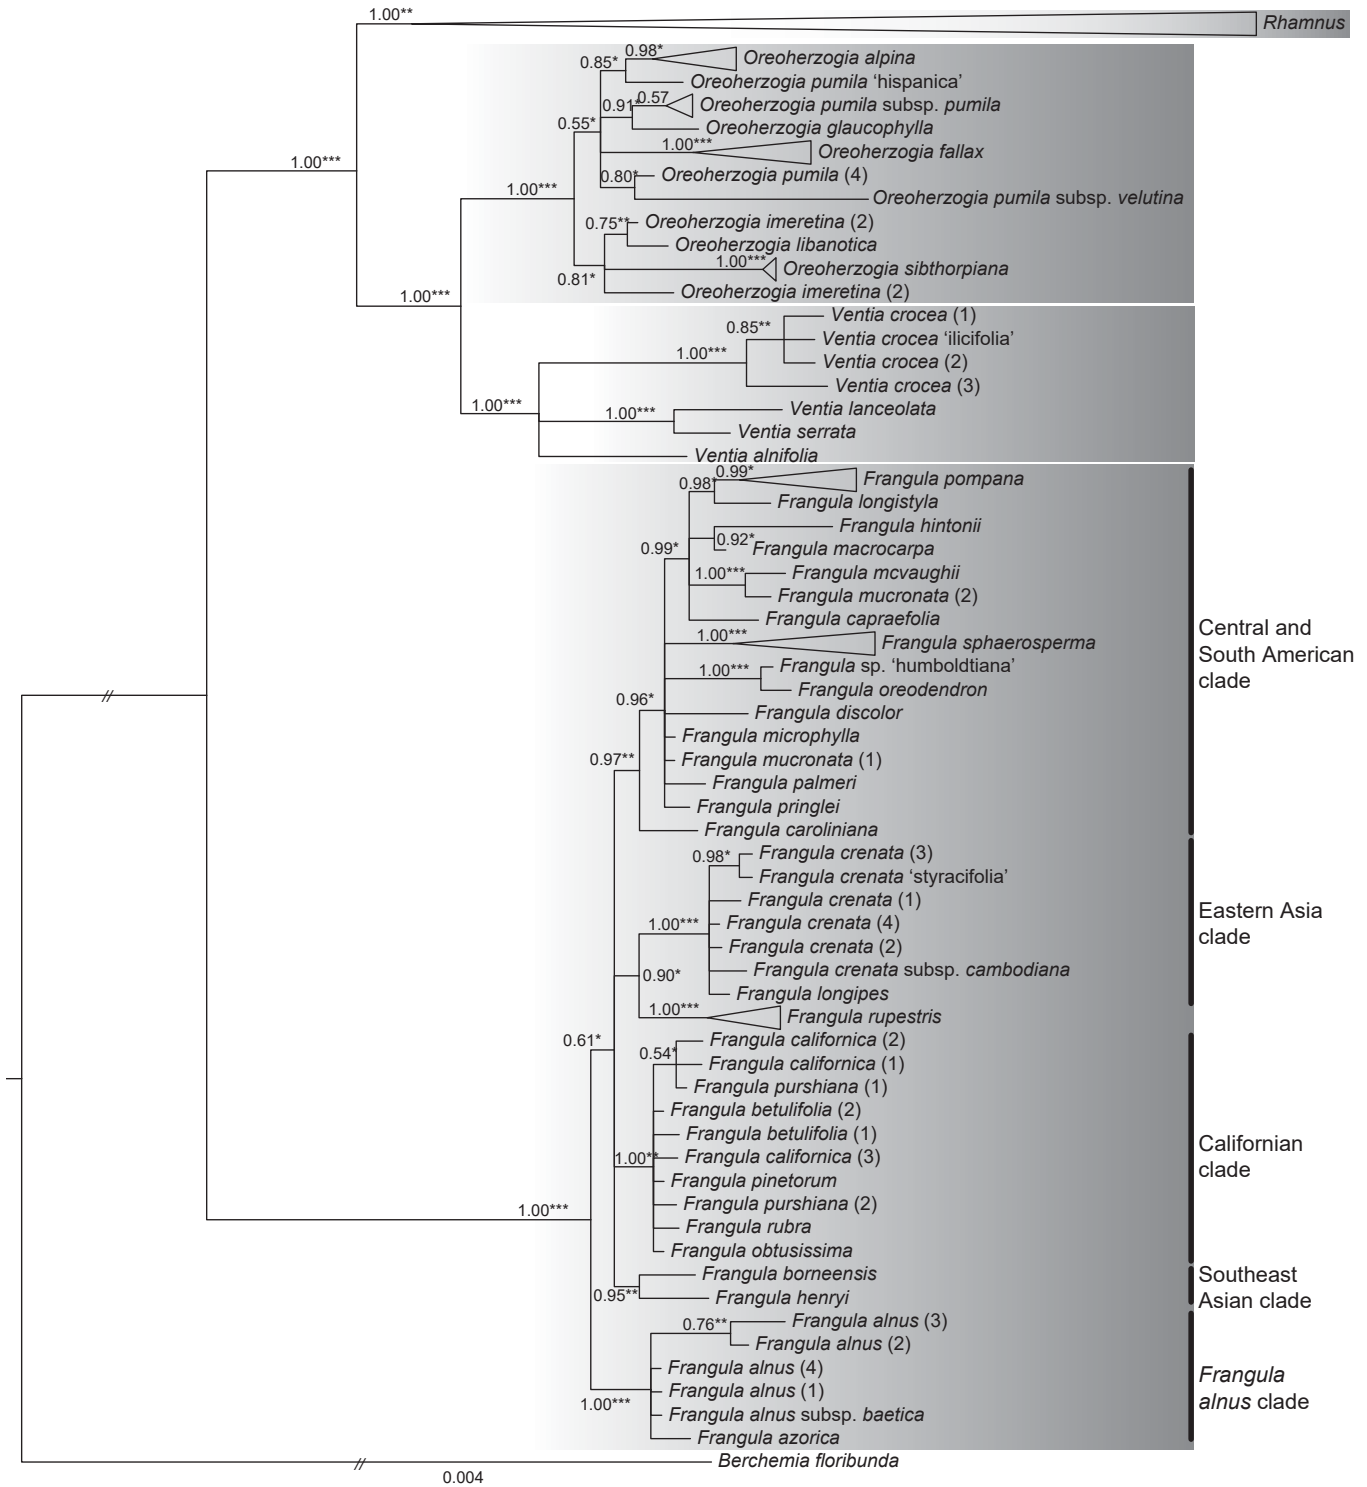 1.00**
Rhamnus
0.98*
Oreoherzogia alpina
0.85*
Oreoherzogia pumila ‘hispanica’
0.57
Oreoherzogia pumila subsp. pumila
0.91*
Oreoherzogia glaucophylla
0.55*
1.00***
Oreoherzogia fallax
1.00***
0.80*
Oreoherzogia pumila (4)
1.00***
Oreoherzogia pumila subsp. velutina
0.75**
Oreoherzogia imeretina (2)
Oreoherzogia libanotica
1.00***
Oreoherzogia sibthorpiana
0.81*
Oreoherzogia imeretina (2)
1.00***
Ventia crocea (1)
0.85**
Ventia crocea ‘ilicifolia’
1.00***
Ventia crocea (2)
Ventia crocea (3)
1.00***
1.00***
Ventia lanceolata
Ventia serrata
Ventia alnifolia
0.99*
Frangula pompana
0.98*
Frangula longistyla
Frangula hintonii
0.92*
Frangula macrocarpa
0.99*
1.00***
Frangula mcvaughii
Frangula mucronata (2)
Frangula capraefolia
1.00***
Frangula sphaerosperma
1.00***
Frangula sp. ‘humboldtiana’
Frangula oreodendron
0.96*
Frangula discolor
Frangula microphylla
0.97**
Frangula mucronata (1)
Frangula palmeri
Frangula pringlei
Frangula caroliniana
Central and
South American
clade
0.98*
Frangula crenata (3)
Frangula crenata ‘styracifolia’
Frangula crenata (1)
1.00***
Frangula crenata (4)
Frangula crenata (2)
0.90*
Frangula crenata subsp. cambodiana
Frangula longipes
1.00***
Frangula rupestris
Eastern Asia
clade
0.61*
Frangula californica (2)
0.54*
Frangula californica (1)
Frangula purshiana (1)
Frangula betulifolia (2)
Frangula betulifolia (1)
1.00**
Frangula californica (3)
Frangula pinetorum
Frangula purshiana (2)
Frangula rubra
Frangula obtusissima
Californian
clade
1.00***
Frangula borneensis
0.95**
Frangula henryi
Southeast
Asian clade
0.76**
Frangula alnus (3)
Frangula alnus (2)
Frangula alnus (4)
Frangula alnus (1)
1.00***
Frangula alnus subsp. baetica
Frangula azorica
Frangula
alnus clade
Berchemia floribunda
0.004